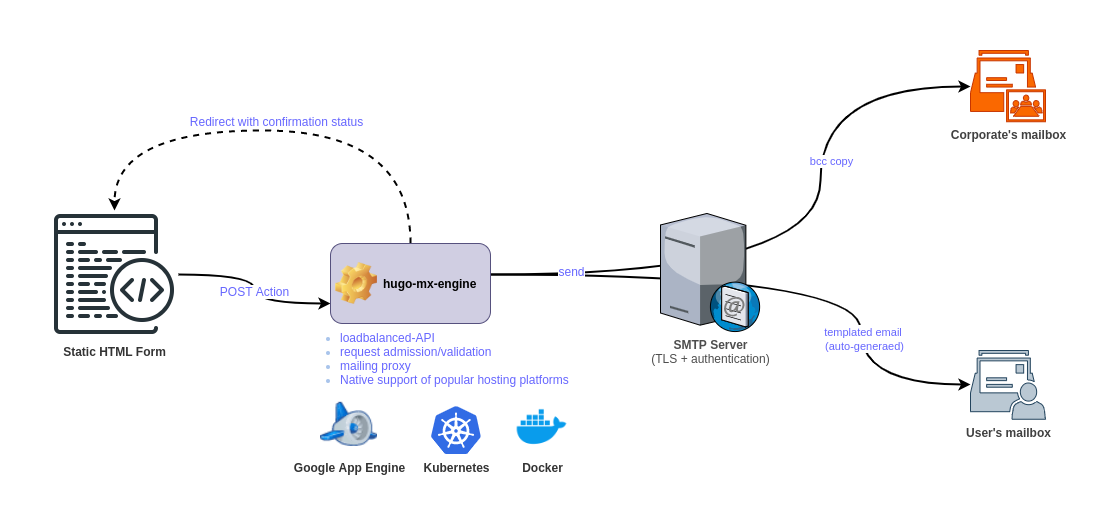 Redirect with confirmation status
POST Action
Static HTML Form
hugo-mx-engine
loadbalanced-API
request admission/validation
mailing proxy
Native support of popular hosting platforms
Google App Engine
Kubernetes
Docker
send
@
SMTP Server
(TLS + authentication)
bcc copy
Corporate's mailbox
templated email
(auto-generaed)
User's mailbox